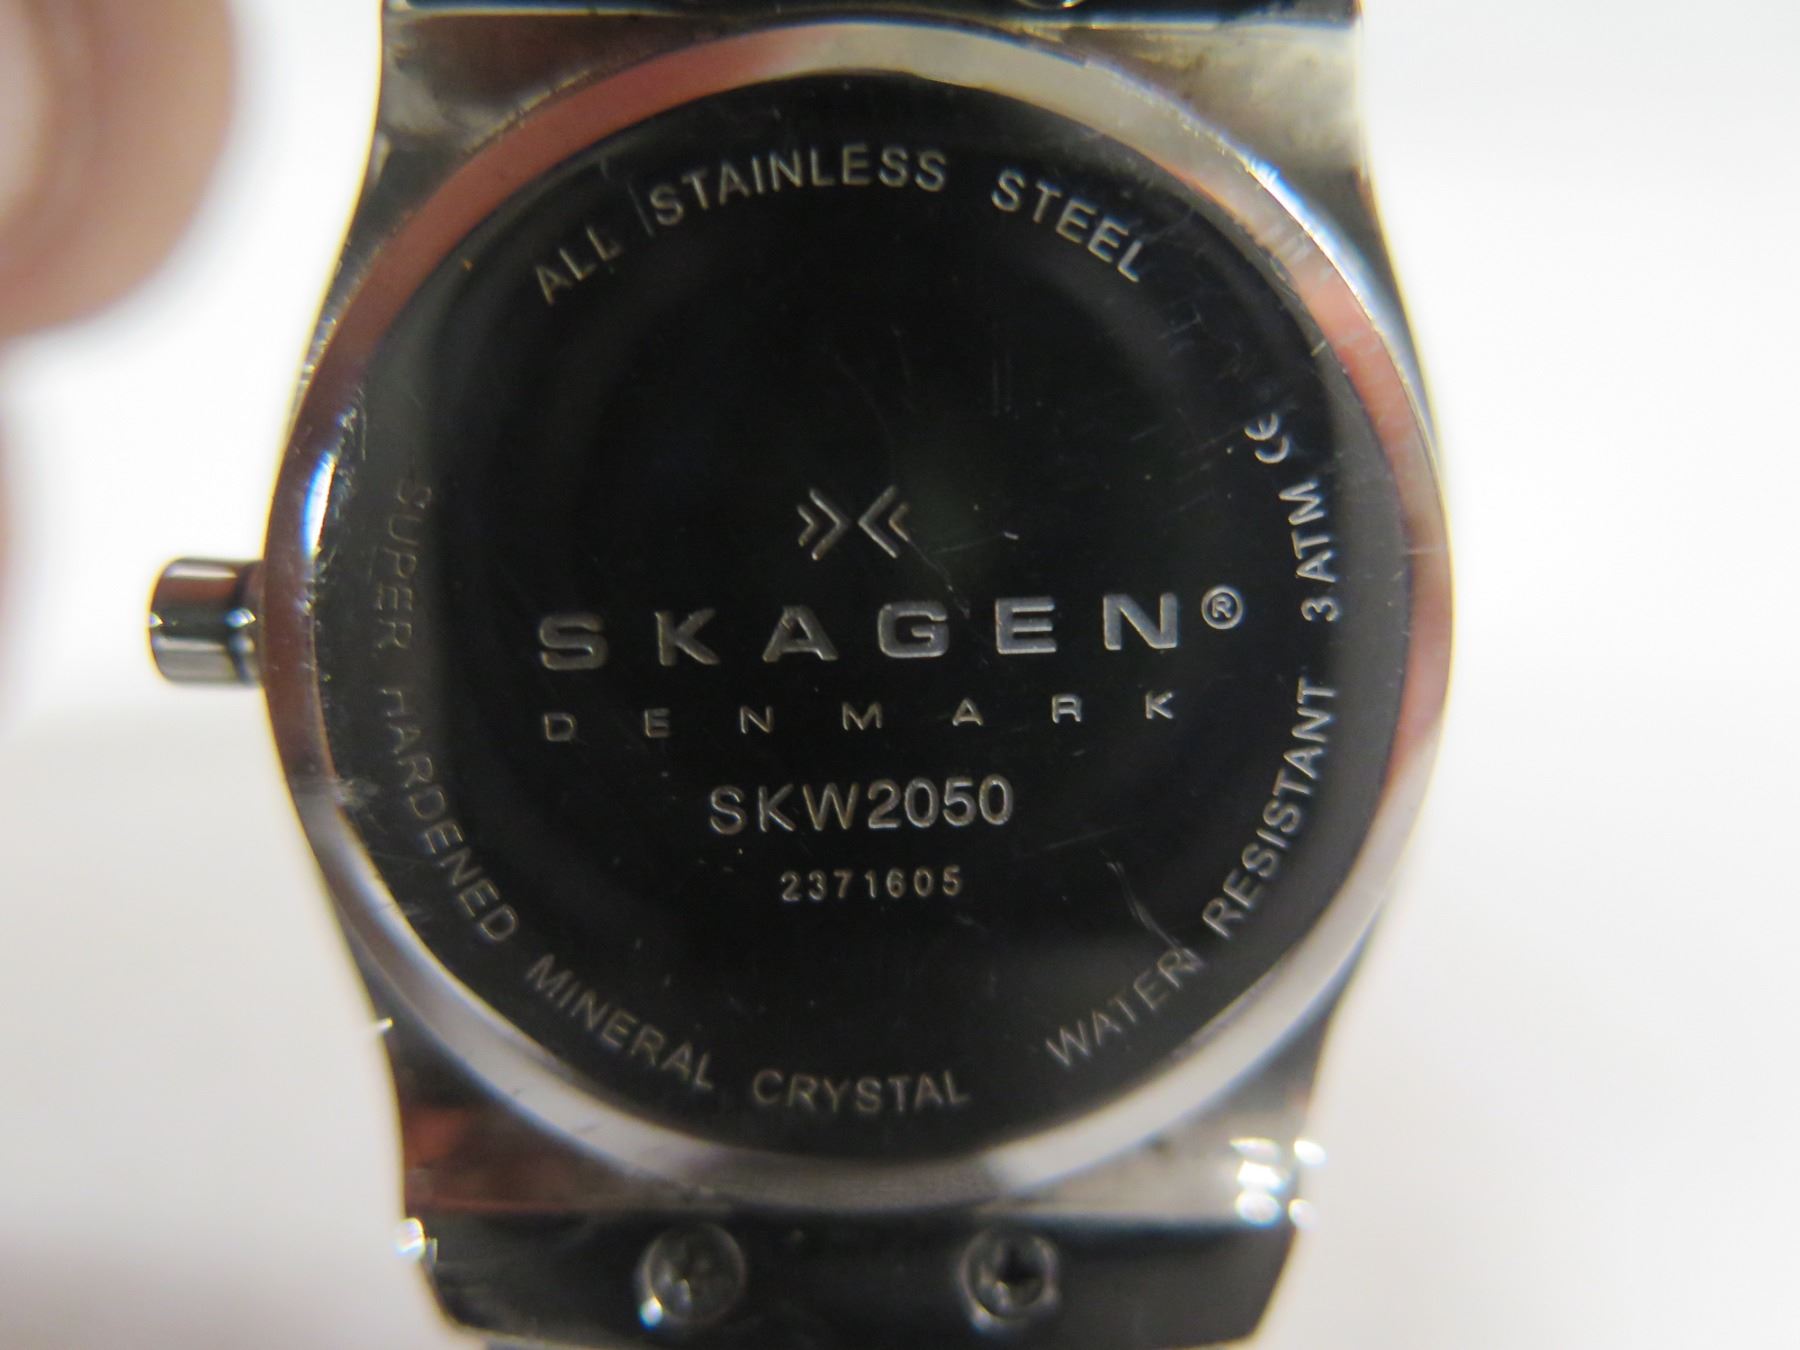 ALL STAINLESS STEEL
SKAGEN®
DENMARK
SKW2050
2371605
SUPER HARDENED MINERAL CRYSTAL
WATER RESISTANT 3 ATM CE